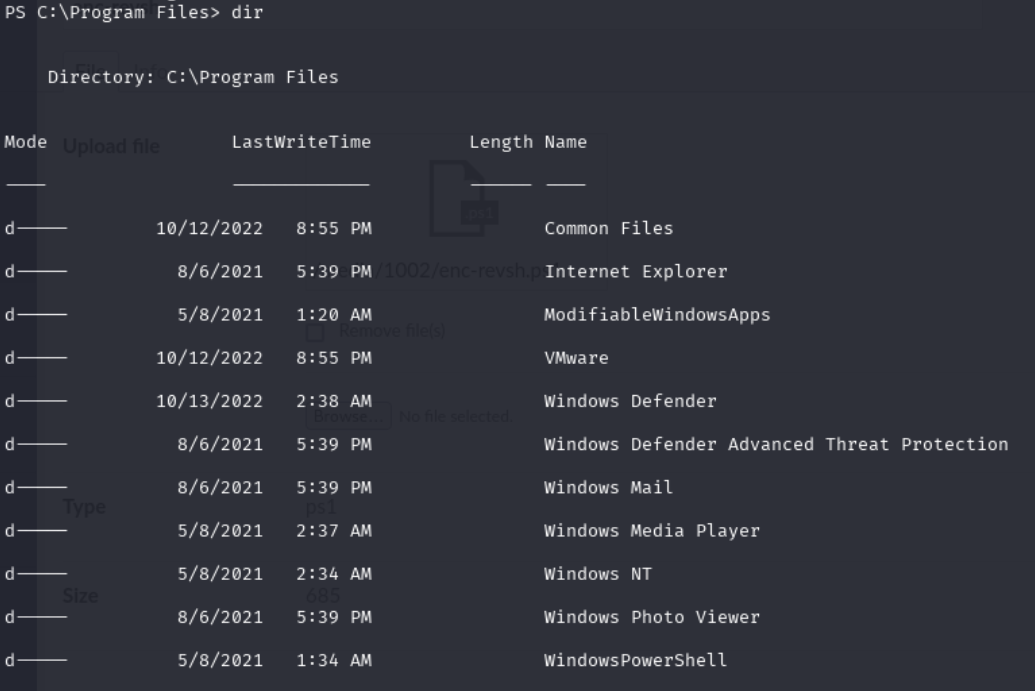 PS C:\Program Files> dir
Directory: C:\Program Files
Mode LastWriteTime Length Name
---- ------------- ------ ----
d----- 10/12/2022 8:55 PM Common Files
d----- 8/6/2021 5:39 PM Internet Explorer
d----- 5/8/2021 1:20 AM ModifiableWindowsApps
d----- 10/12/2022 8:55 PM VMware
d----- 10/13/2022 2:38 AM Windows Defender
d----- 8/6/2021 5:39 PM Windows Defender Advanced Threat Protection
d----- 8/6/2021 5:39 PM Windows Mail
d----- 5/8/2021 2:37 AM Windows Media Player
d----- 5/8/2021 2:34 AM Windows NT
d----- 8/6/2021 5:39 PM Windows Photo Viewer
d----- 5/8/2021 1:34 AM WindowsPowerShell
File
Upload file
ps1
/1002/enc-revsh.ps
Remove file(s)
Browse... No file selected.
Type ps1
Size 685